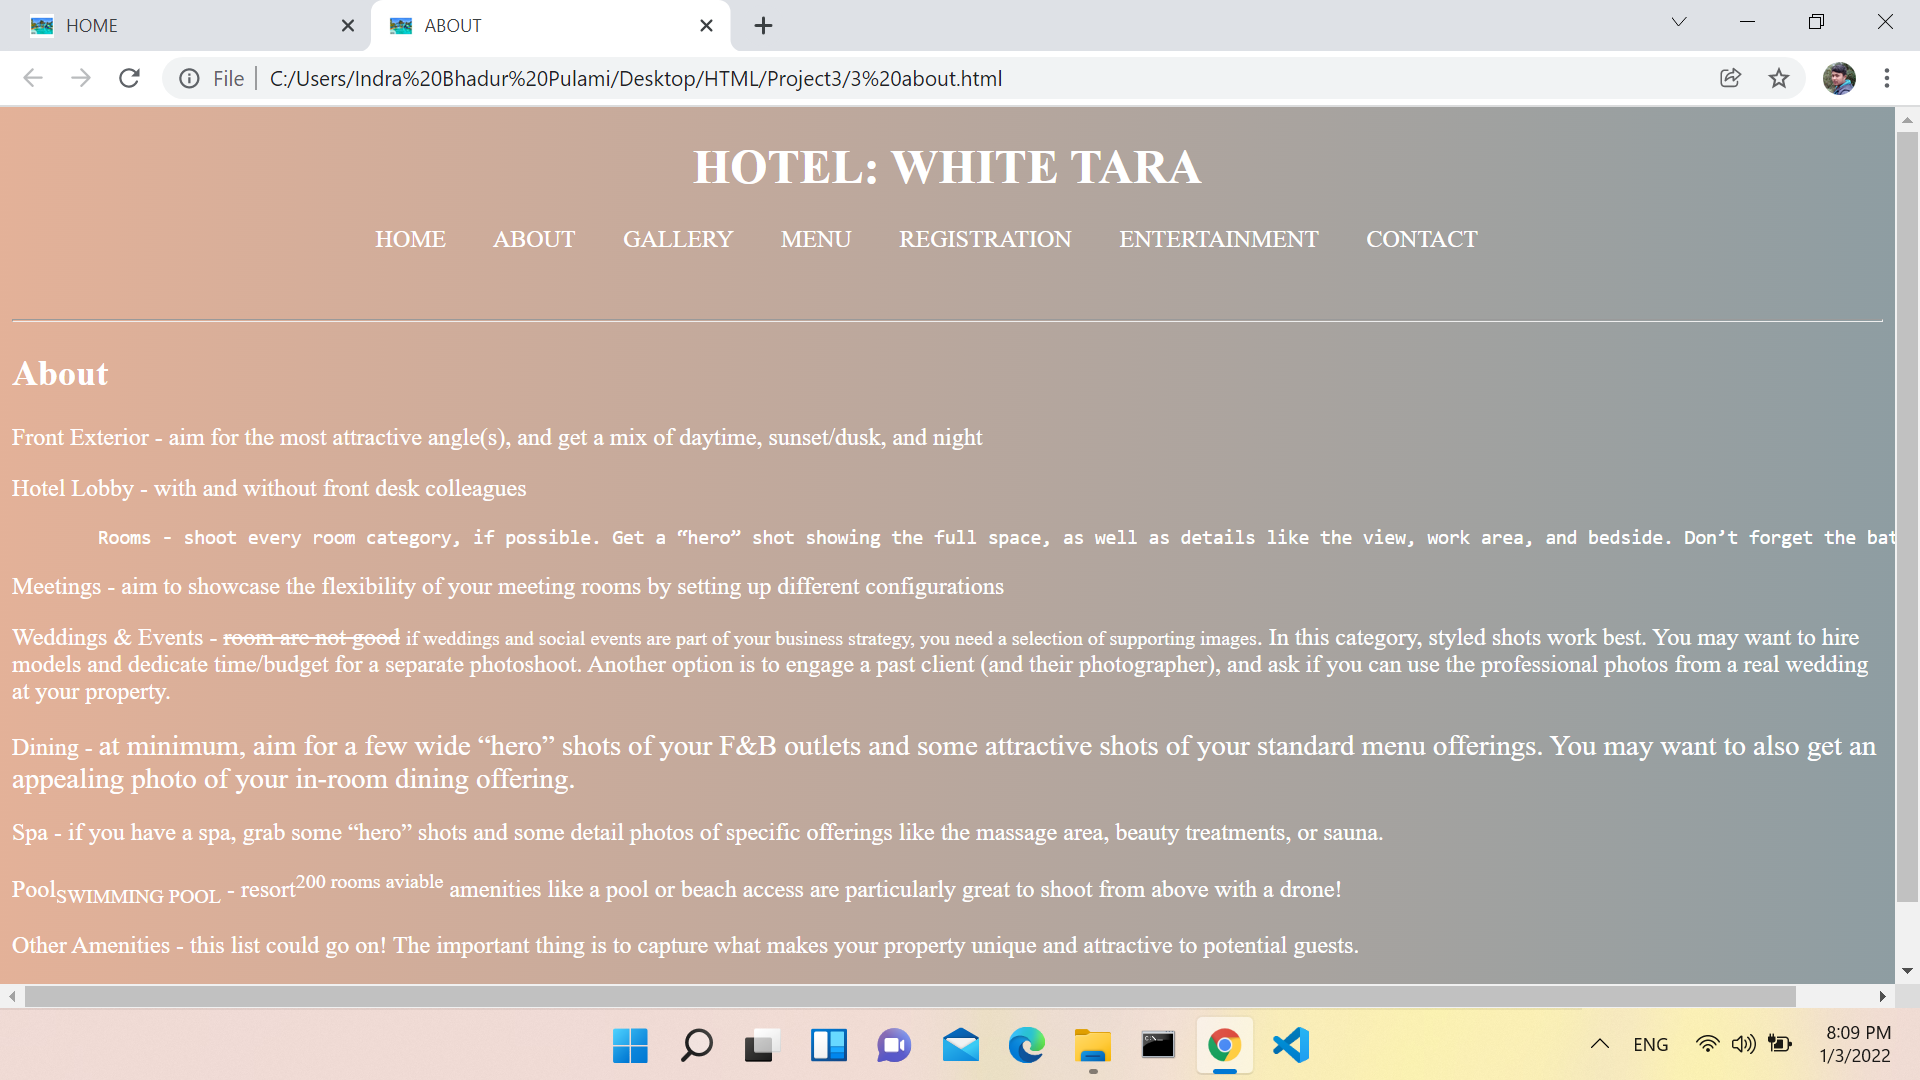 HOME
ABOUT
File
C:/Users/Indra%20Bhadur%20Pulami/Desktop/HTML/Project3/3%20about.html
HOTEL: WHITE TARA
HOME ABOUT GALLERY MENU REGISTRATION ENTERTAINMENT CONTACT
About
Front Exterior - aim for the most attractive angle(s), and get a mix of daytime, sunset/dusk, and night
Hotel Lobby - with and without front desk colleagues
Rooms - shoot every room category, if possible. Get a “hero” shot showing the full space, as well as details like the view, work area, and bedside. Don’t forget the bat
Meetings - aim to showcase the flexibility of your meeting rooms by setting up different configurations
Weddings & Events - room are not good if weddings and social events are part of your business strategy, you need a selection of supporting images. In this category, styled shots work best. You may want to hire
models and dedicate time/budget for a separate photoshoot. Another option is to engage a past client (and their photographer), and ask if you can use the professional photos from a real wedding
at your property.
Dining - at minimum, aim for a few wide “hero” shots of your F&B outlets and some attractive shots of your standard menu offerings. You may want to also get an
appealing photo of your in-room dining offering.
Spa - if you have a spa, grab some “hero” shots and some detail photos of specific offerings like the massage area, beauty treatments, or sauna.
PoolSWIMMING POOL - resort200 rooms aviable amenities like a pool or beach access are particularly great to shoot from above with a drone!
Other Amenities - this list could go on! The important thing is to capture what makes your property unique and attractive to potential guests.
ENG
8:09 PM
1/3/2022